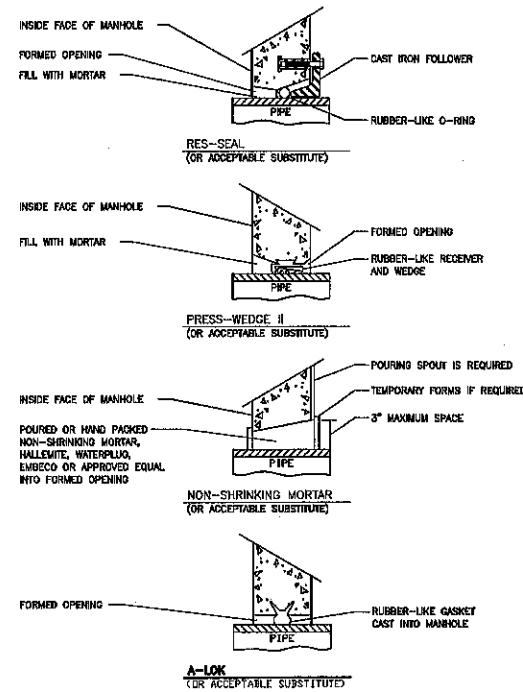 INSIDE FACE OF MANHOLE
FORMED OPENING
FILL WITH MORTAR
CAST IRON FOLLOWER
PIPE
RUBBER-LIKE O-RING
RES-SEAL
(OR ACCEPTABLE SUBSTITUTE)
INSIDE FACE OF MANHOLE
FORMED OPENING
FILL WITH MORTAR
RUBBER-LIKE RECEIVER
AND WEDGE
PIPE
PRESS-WEDGE II
(OR ACCEPTABLE SUBSTITUTE)
POURING SPOUT IS REQUIRED
TEMPORARY FORMS IF REQUIRED
INSIDE FACE OF MANHOLE
3" MAXIMUM SPACE
POURED OR HAND PACKED
NON-SHRINKING MORTAR,
HALLEMITE, WATERPLUG,
EMBECO OR APPROVED EQUAL
INTO FORMED OPENING
PIPE
NON-SHRINKING MORTAR
(OR ACCEPTABLE SUBSTITUTE)
FORMED OPENING
RUBBER-LIKE GASKET
CAST INTO MANHOLE
PIPE
A-LOK
(OR ACCEPTABLE SUBSTITUTE)